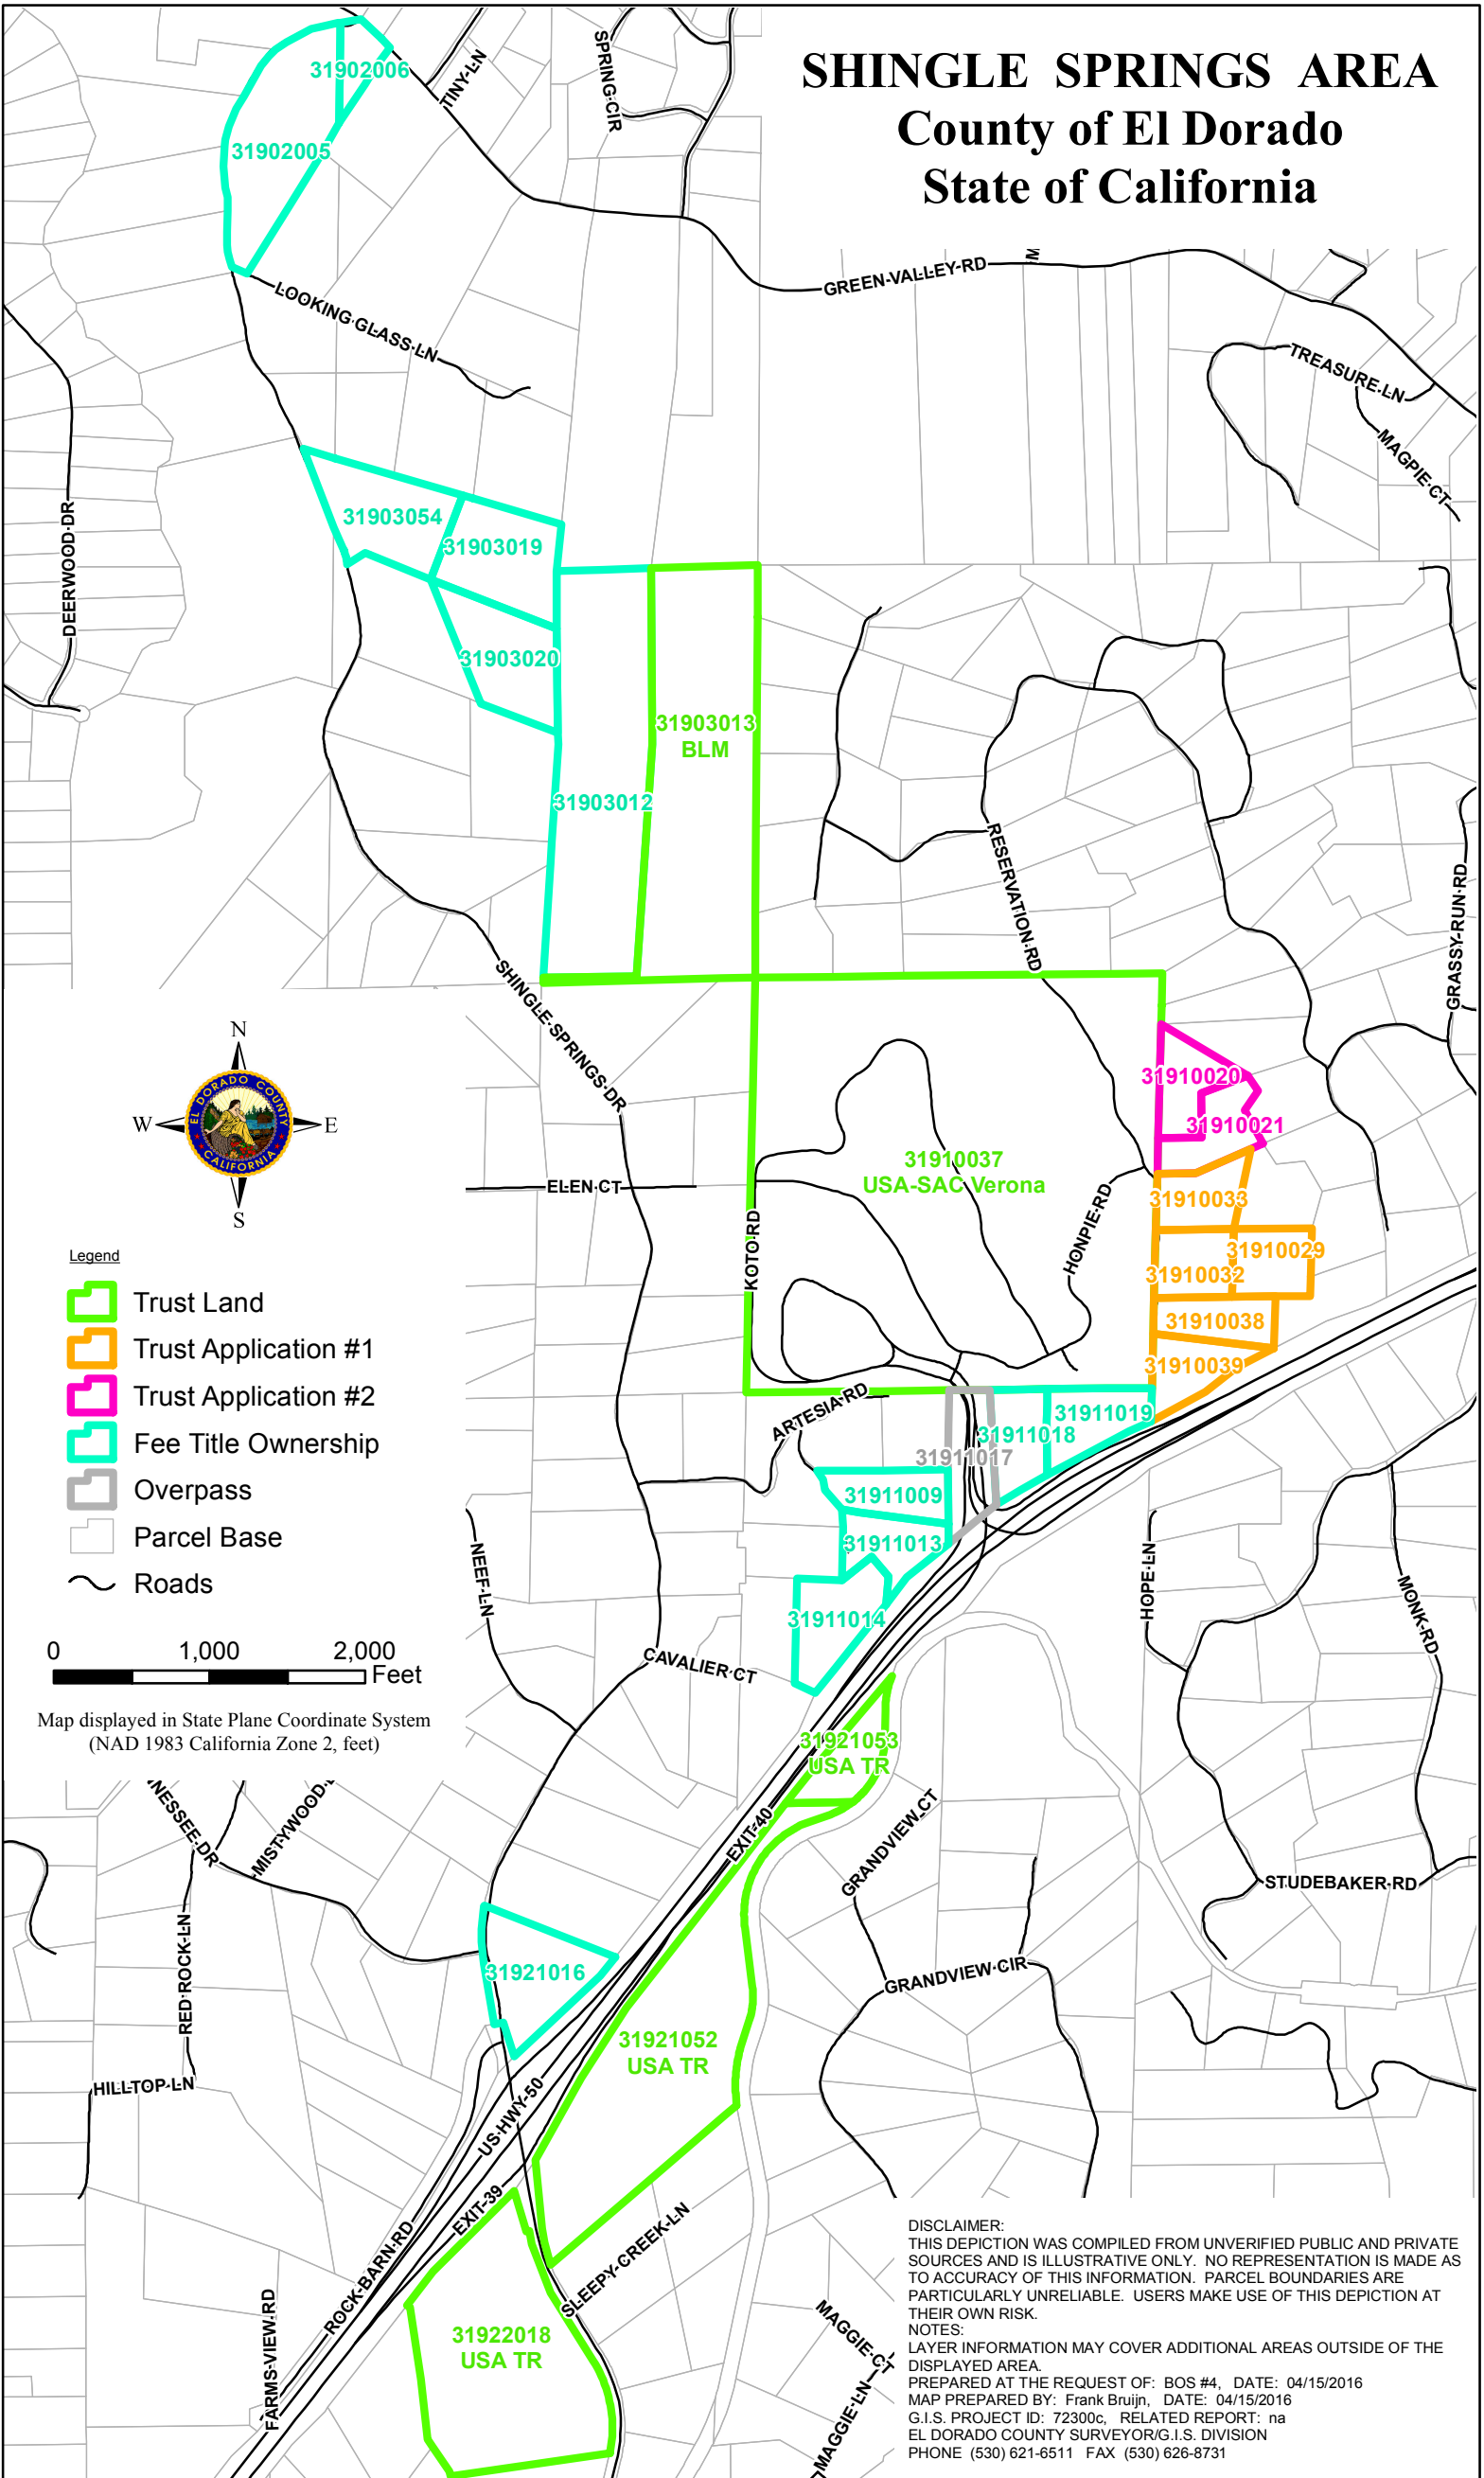 SHINGLE SPRINGS AREA
County of El Dorado
State of California
31902006
TINY LN
SPRING CIR
31902005
GREEN VALLEY RD
M
LOOKING GLASS LN
TREASURE LN
MAGPIE CT
DEERWOOD DR
31903054
31903019
31903020
31903013
BLM
31903012
RESERVATION RD
GRASSY RUN RD
SHINGLE SPRINGS DR
N
W
E
S
EL DORADO COUNTY
CALIFORNIA
31910020
31910021
31910037
USA-SAC Verona
ELEN CT
KOTO RD
HONPIE RD
31910033
31910029
31910032
31910038
31910039
Legend
Trust Land
Trust Application #1
Trust Application #2
Fee Title Ownership
Overpass
Parcel Base
Roads
0 1,000 2,000
Feet
Map displayed in State Plane Coordinate System
(NAD 1983 California Zone 2, feet)
ARTESIA RD
31911019
31911018
31911017
31911009
31911013
31911014
NEEF LN
CAVALIER CT
HOPE LN
MONK RD
31921053
USA TR
EXIT 40
GRANDVIEW CT
NESSEE DR
MISTYWOOD
RED ROCK LN
STUDEBAKER RD
31921016
GRANDVIEW CIR
31921052
USA TR
HILLTOP LN
US HWY 50
EXIT 39
ROCK BARN RD
SLEEPY CREEK LN
FARMS VIEW RD
31922018
USA TR
MAGGIE CT
MAGGIE LN
DISCLAIMER:
THIS DEPICTION WAS COMPILED FROM UNVERIFIED PUBLIC AND PRIVATE
SOURCES AND IS ILLUSTRATIVE ONLY. NO REPRESENTATION IS MADE AS
TO ACCURACY OF THIS INFORMATION. PARCEL BOUNDARIES ARE
PARTICULARLY UNRELIABLE. USERS MAKE USE OF THIS DEPICTION AT
THEIR OWN RISK.
NOTES:
LAYER INFORMATION MAY COVER ADDITIONAL AREAS OUTSIDE OF THE
DISPLAYED AREA.
PREPARED AT THE REQUEST OF: BOS #4, DATE: 04/15/2016
MAP PREPARED BY: Frank Bruijn, DATE: 04/15/2016
G.I.S. PROJECT ID: 72300c, RELATED REPORT: na
EL DORADO COUNTY SURVEYOR/G.I.S. DIVISION
PHONE (530) 621-6511 FAX (530) 626-8731